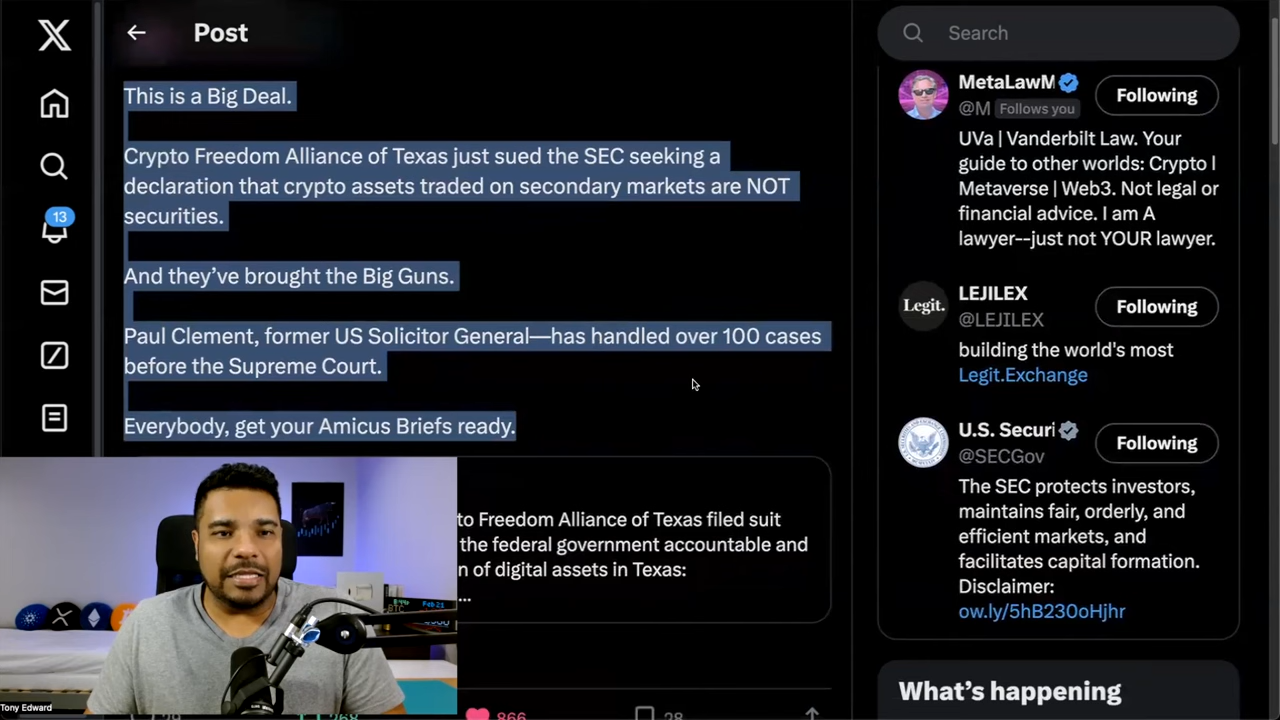 Post
Search
13
This is a Big Deal.
Crypto Freedom Alliance of Texas just sued the SEC seeking a
declaration that crypto assets traded on secondary markets are NOT
securities.
And they've brought the Big Guns.
Paul Clement, former US Solicitor General—has handled over 100 cases
before the Supreme Court.
Everybody, get your Amicus Briefs ready.
to Freedom Alliance of Texas filed suit
the federal government accountable and
n of digital assets in Texas:
...
866
28
MetaLawM
@M Follows you
Following
UVa | Vanderbilt Law. Your
guide to other worlds: Crypto |
Metaverse | Web3. Not legal or
financial advice. I am A
lawyer--just not YOUR lawyer.
Legit.
LEJILEX
@LEJILEX
Following
building the world's most
Legit.Exchange
U.S. Securi
@SECGov
Following
The SEC protects investors,
maintains fair, orderly, and
efficient markets, and
facilitates capital formation.
Disclaimer:
ow.ly/5hB230oHjhr
What's happening
BTC
Feb 21
Tony Edward